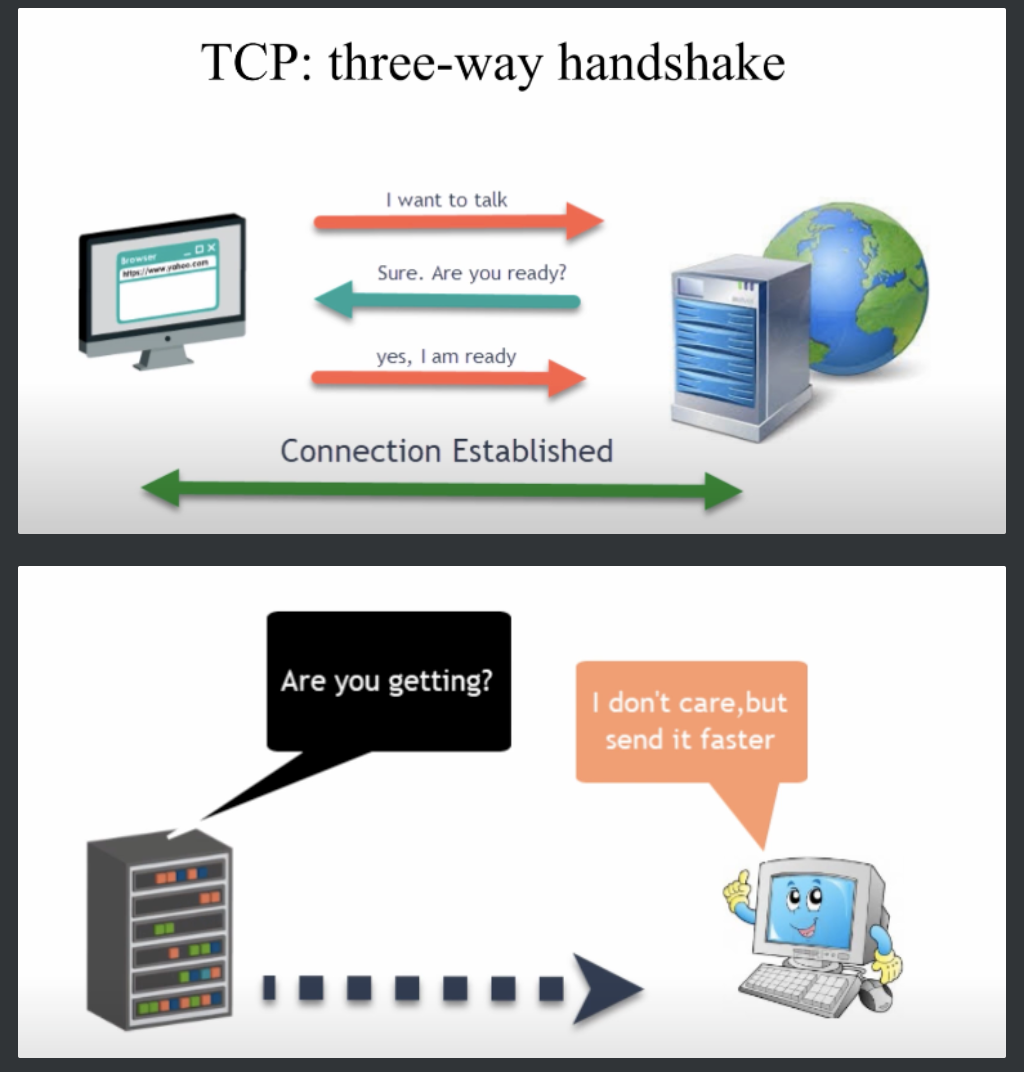 TCP: three-way handshake
I want to talk
Browser
https://www.yahoo.com
Sure. Are you ready?
yes, I am ready
Connection Established
Are you getting?
I don't care,but
send it faster